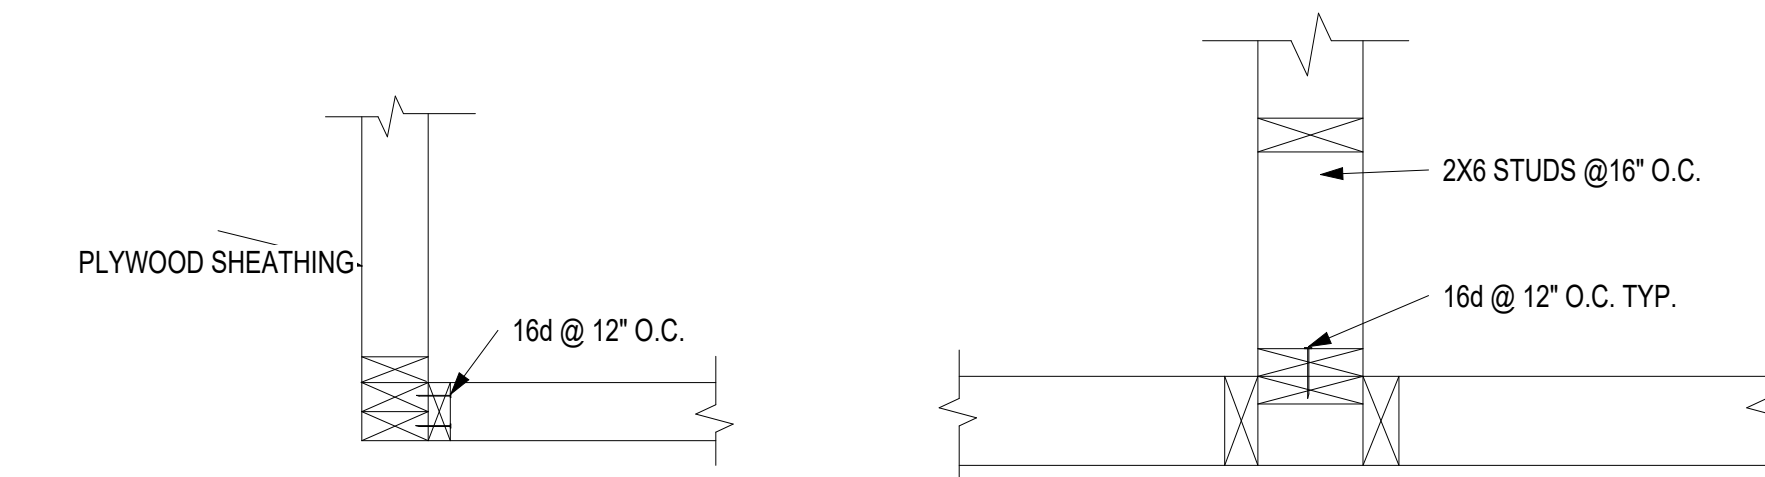 PLYWOOD SHEATHING
16d @ 12" O.C.
2X6 STUDS @16" O.C.
16d @ 12" O.C. TYP.